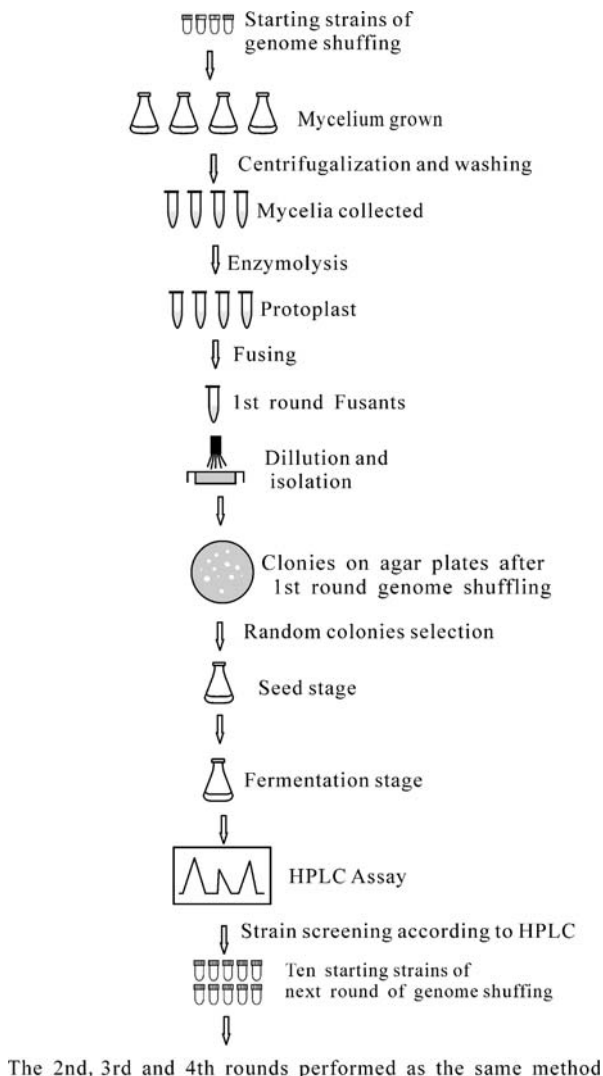 Starting strains of
genome shuffing
Mycelium grown
Centrifugalization and washing
Mycelia collected
Enzymolysis
Protoplast
Fusing
1st round Fusants
Dillution and
isolation
Clonies on agar plates after
1st round genome shuffling
Random colonies selection
Seed stage
Fermentation stage
HPLC Assay
Strain screening according to HPLC
Ten starting strains of
next round of genome shuffing
The 2nd, 3rd and 4th rounds performed as the same method